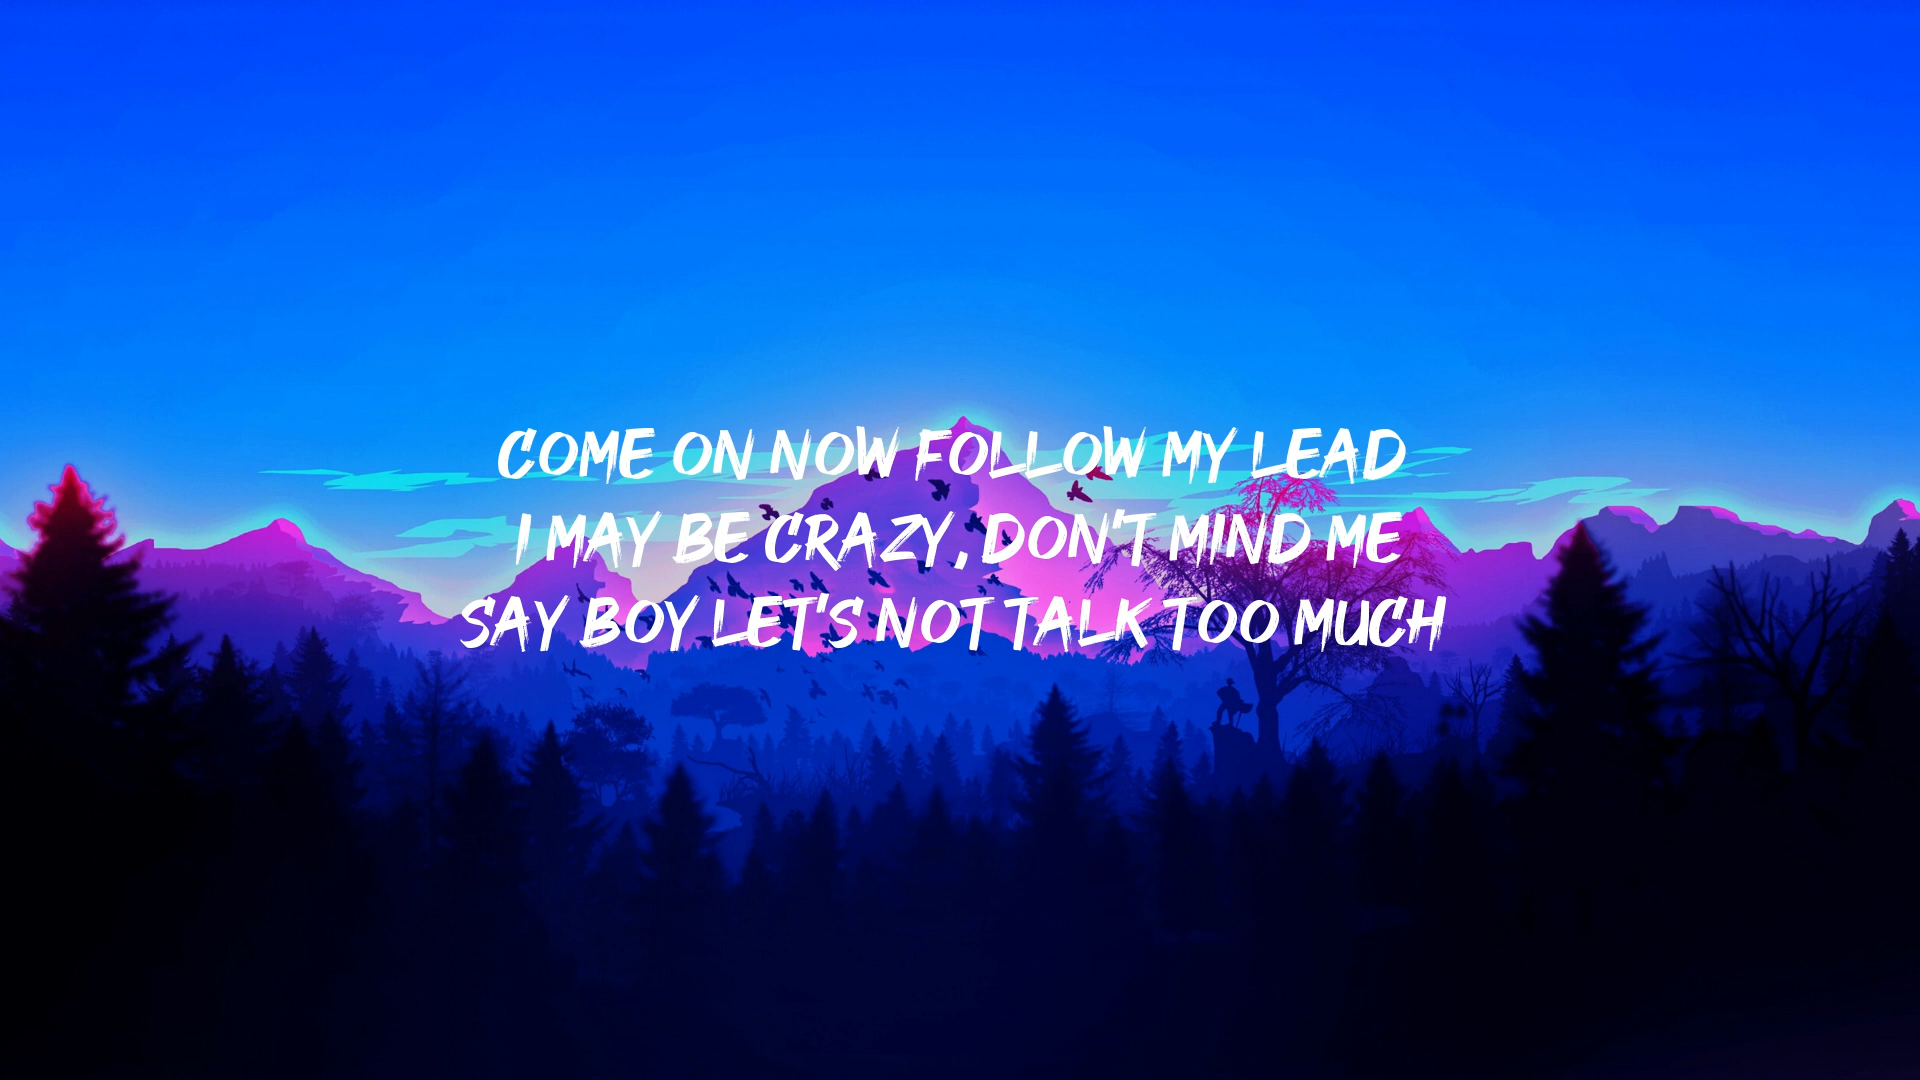 COME ON NOW FOLLOW MY LEAD
I MAY BE CRAZY, DON'T MIND ME
SAY BOY LET'S NOT TALK TOO MUCH